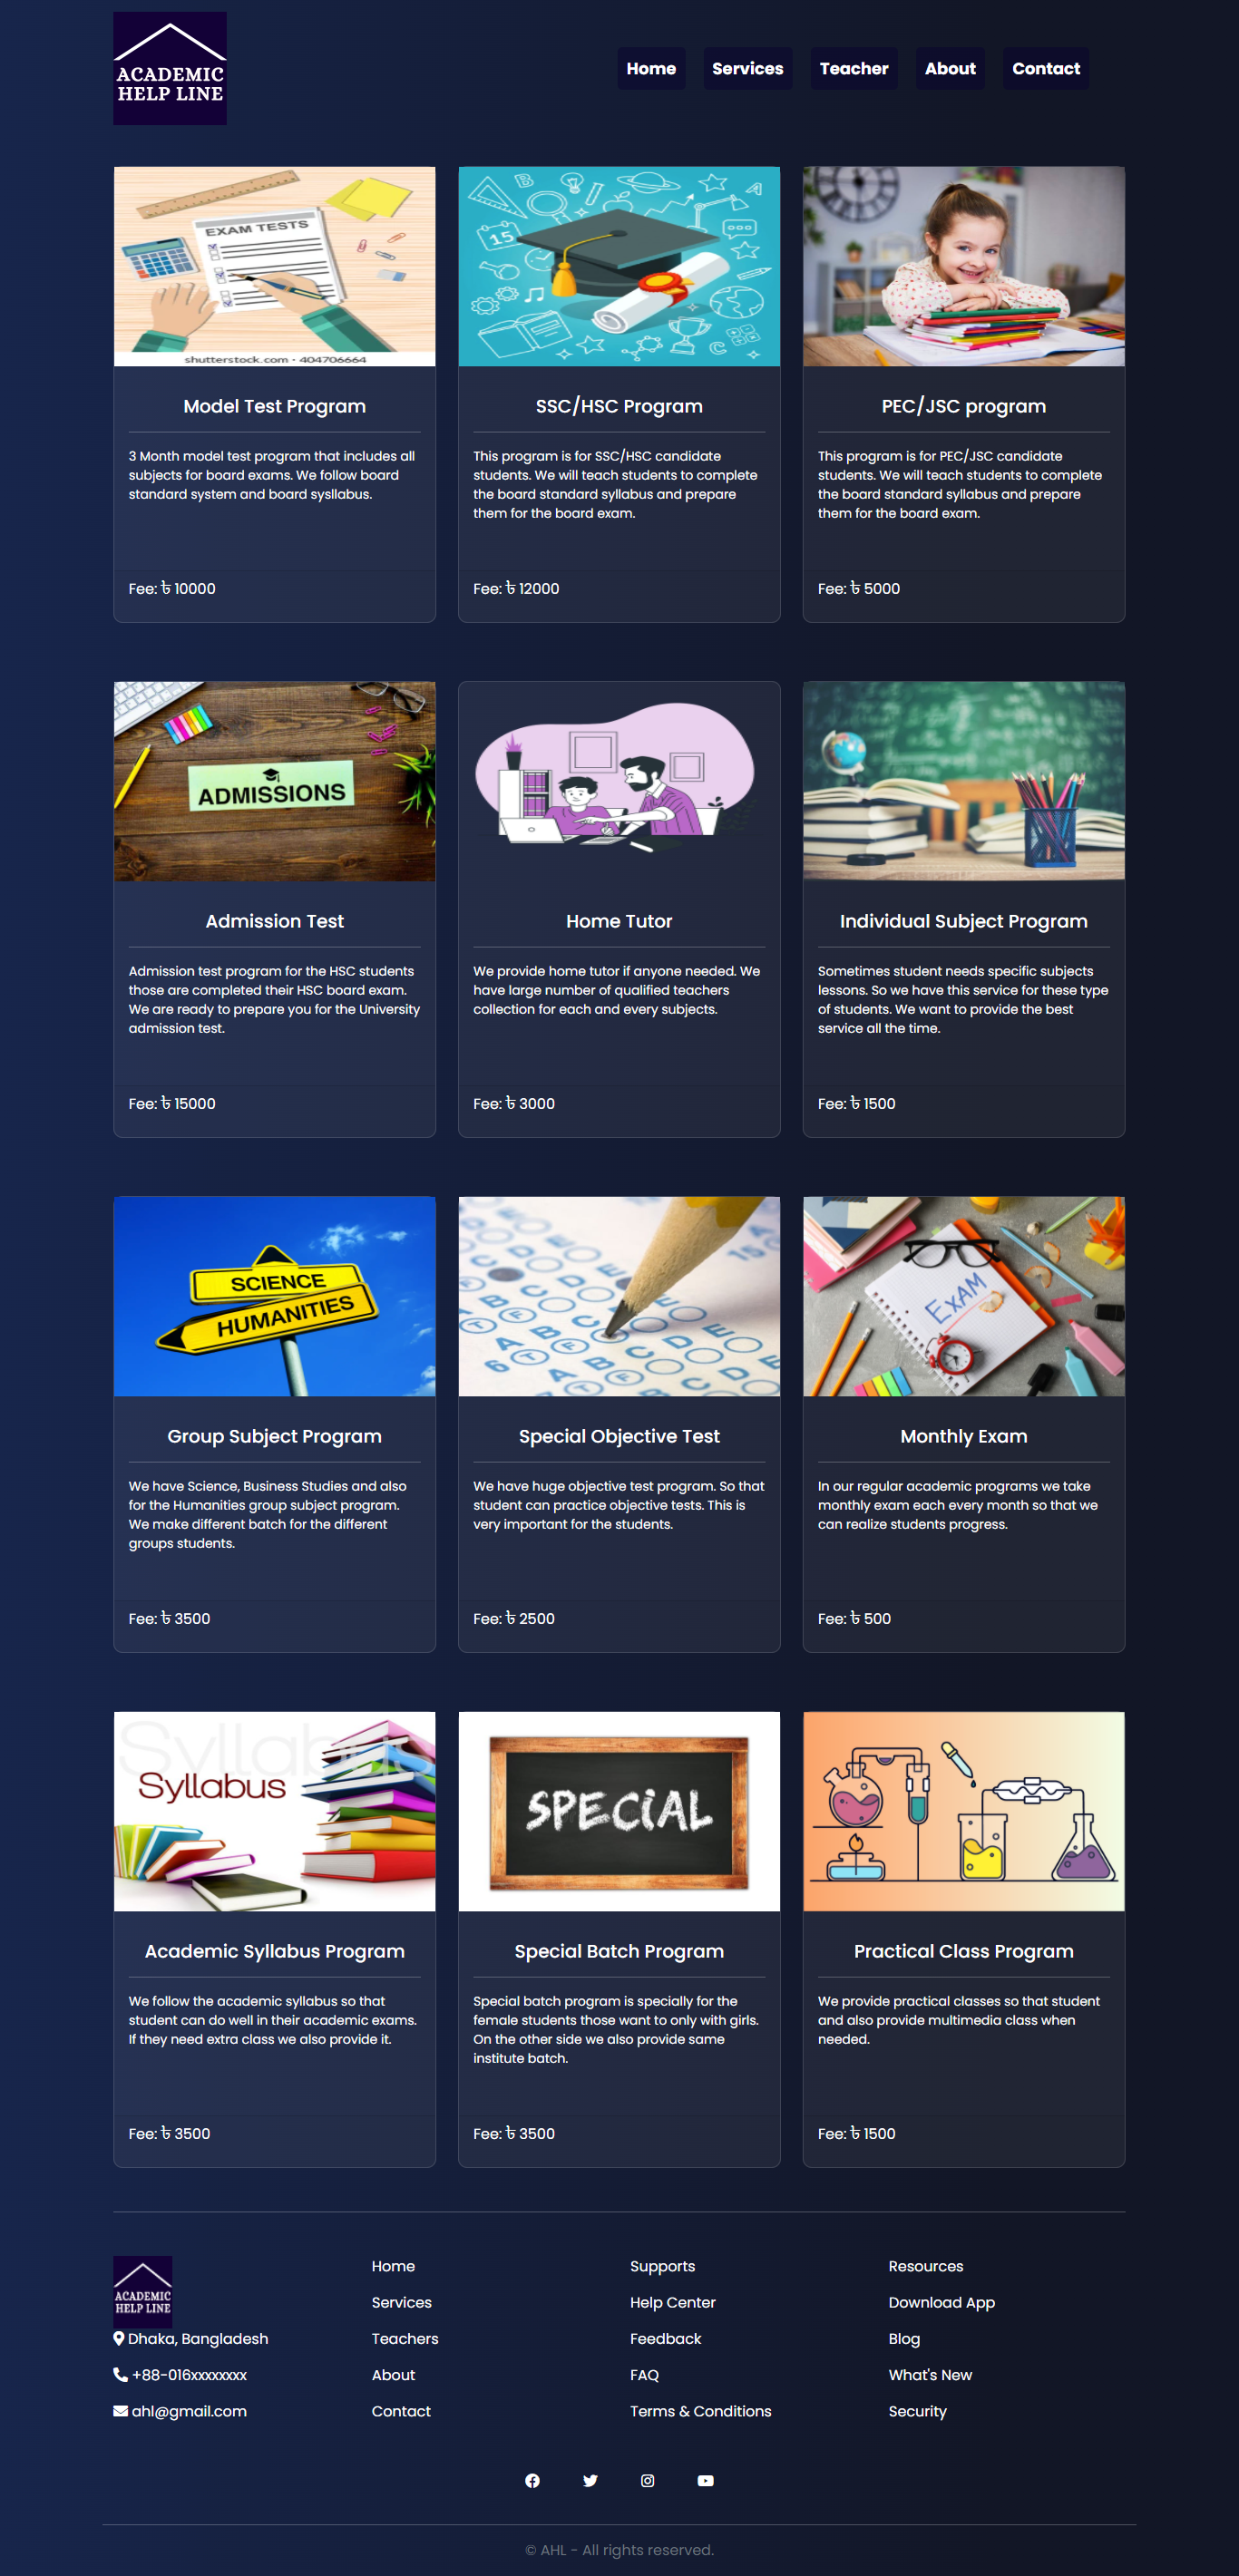 ACADEMIC
HELP LINE
Home Services Teacher About Contact
EXAM TESTS
shutterstock.com · 404706664
15
Model Test Program
3 Month model test program that includes all
subjects for board exams. We follow board
standard system and board sysllabus.
Fee: ৳ 10000
SSC/HSC Program
This program is for SSC/HSC candidate
students. We will teach students to complete
the board standard syllabus and prepare
them for the board exam.
Fee: ৳ 12000
PEC/JSC program
This program is for PEC/JSC candidate
students. We will teach students to complete
the board standard syllabus and prepare
them for the board exam.
Fee: ৳ 5000
ADMISSIONS
Admission Test
Admission test program for the HSC students
those are completed their HSC board exam.
We are ready to prepare you for the University
admission test.
Fee: ৳ 15000
Home Tutor
We provide home tutor if anyone needed. We
have large number of qualified teachers
collection for each and every subjects.
Fee: ৳ 3000
Individual Subject Program
Sometimes student needs specific subjects
lessons. So we have this service for these type
of students. We want to provide the best
service all the time.
Fee: ৳ 1500
SCIENCE
HUMANITIES
Group Subject Program
We have Science, Business Studies and also
for the Humanities group subject program.
We make different batch for the different
groups students.
Fee: ৳ 3500
Special Objective Test
We have huge objective test program. So that
student can practice objective tests. This is
very important for the students.
Fee: ৳ 2500
EXAM
Monthly Exam
In our regular academic programs we take
monthly exam each every month so that we
can realize students progress.
Fee: ৳ 500
Syllabus
Syllabus
Academic Syllabus Program
We follow the academic syllabus so that
student can do well in their academic exams.
If they need extra class we also provide it.
Fee: ৳ 3500
SPECIAL
Special Batch Program
Special batch program is specially for the
female students those want to only with girls.
On the other side we also provide same
institute batch.
Fee: ৳ 3500
Practical Class Program
We provide practical classes so that student
and also provide multimedia class when
needed.
Fee: ৳ 1500
ACADEMIC
HELP LINE
Dhaka, Bangladesh
+88-016xxxxxxxx
ahl@gmail.com
Home
Services
Teachers
About
Contact
Supports
Help Center
Feedback
FAQ
Terms & Conditions
Resources
Download App
Blog
What's New
Security
© AHL - All rights reserved.